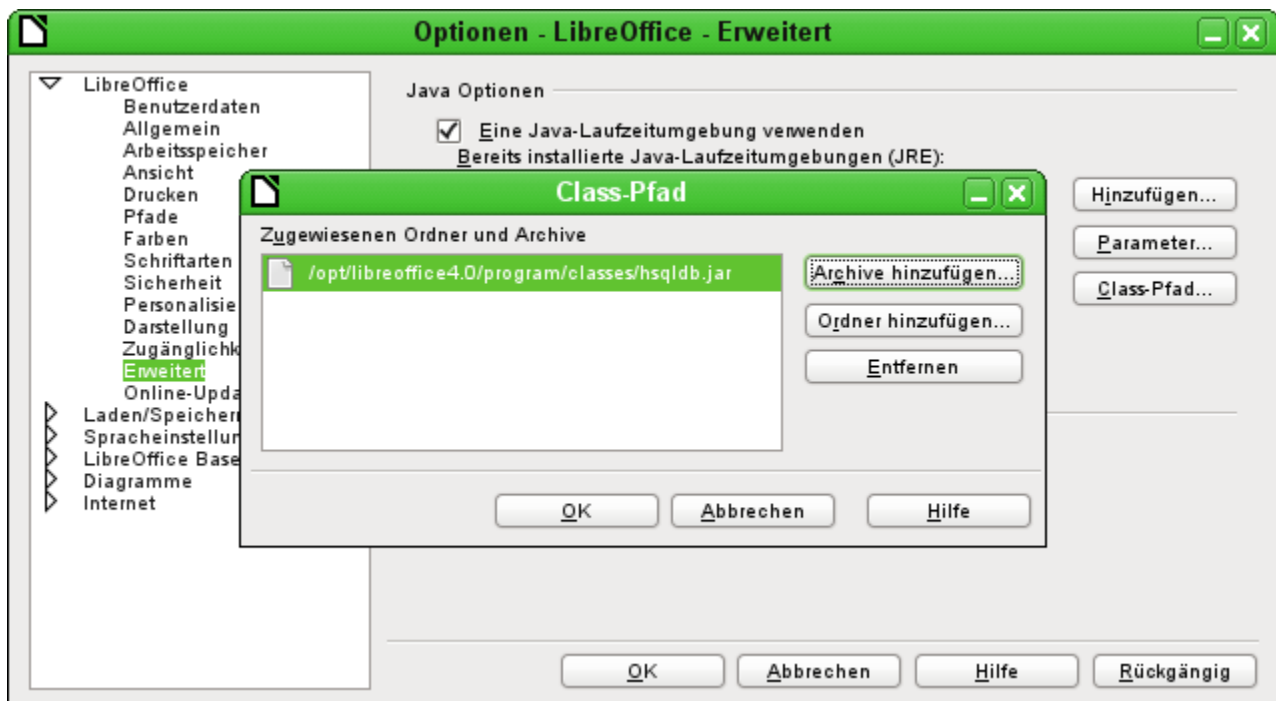 Optionen - LibreOffice - Erweitert
LibreOffice
Benutzerdaten
Allgemein
Arbeitsspeicher
Ansicht
Drucken
Pfade
Farben
Schriftarten
Sicherheit
Personalisie
Darstellung
Zugänglichk
Erweitert
Online-Upda
Laden/Speichern
Spracheinstellun
LibreOffice Base
Diagramme
Internet
Java Optionen
Eine Java-Laufzeitumgebung verwenden
Bereits installierte Java-Laufzeitumgebungen (JRE):
Hinzufügen...
Parameter...
Class-Pfad...
Class-Pfad
Zugewiesenen Ordner und Archive
/opt/libreoffice4.0/program/classes/hsqldb.jar
Archive hinzufügen...
Ordner hinzufügen...
Entfernen
OK Abbrechen Hilfe
OK Abbrechen Hilfe Rückgängig